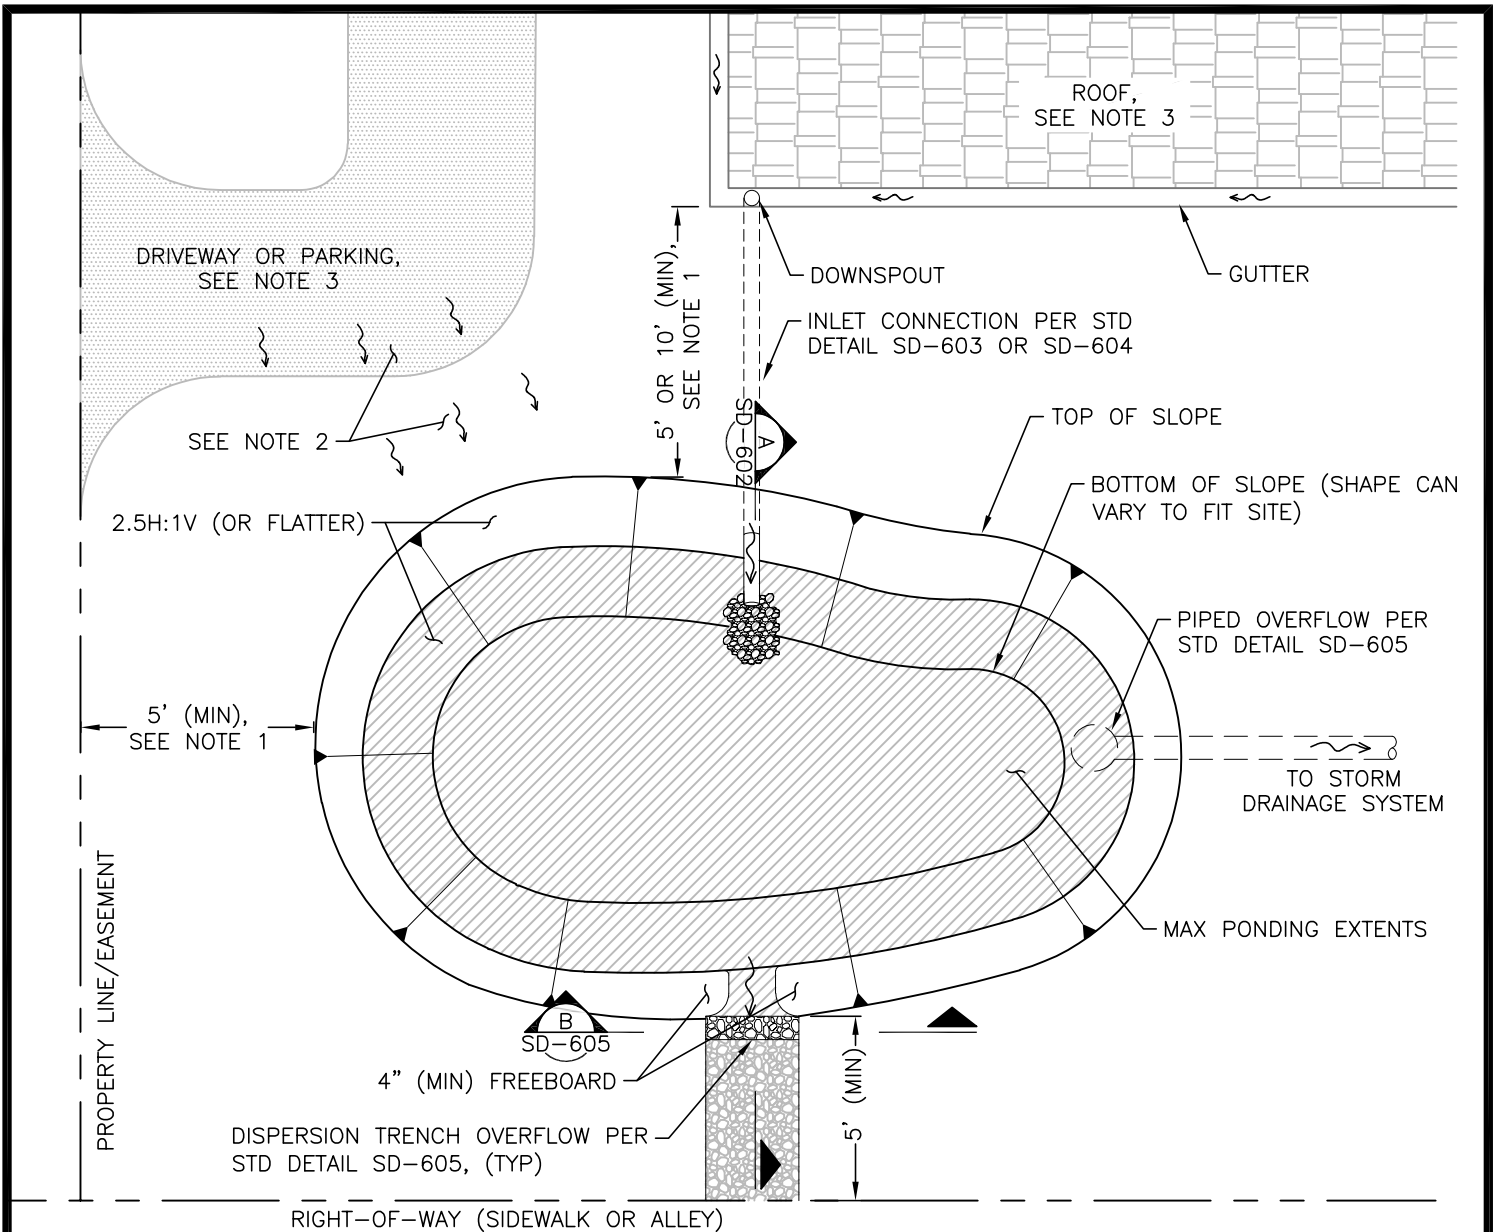 ROOF,
SEE NOTE 3
DRIVEWAY OR PARKING,
SEE NOTE 3
5' OR 10' (MIN),
SEE NOTE 1
DOWNSPOUT
GUTTER
INLET CONNECTION PER STD
DETAIL SD-603 OR SD-604
SEE NOTE 2
A
SD-602
TOP OF SLOPE
BOTTOM OF SLOPE (SHAPE CAN
VARY TO FIT SITE)
2.5H:1V (OR FLATTER)
PIPED OVERFLOW PER
STD DETAIL SD-605
5' (MIN),
SEE NOTE 1
TO STORM
DRAINAGE SYSTEM
MAX PONDING EXTENTS
PROPERTY LINE/EASEMENT
B
SD-605
4" (MIN) FREEBOARD
5' (MIN)
DISPERSION TRENCH OVERFLOW PER
STD DETAIL SD-605, (TYP)
RIGHT-OF-WAY (SIDEWALK OR ALLEY)